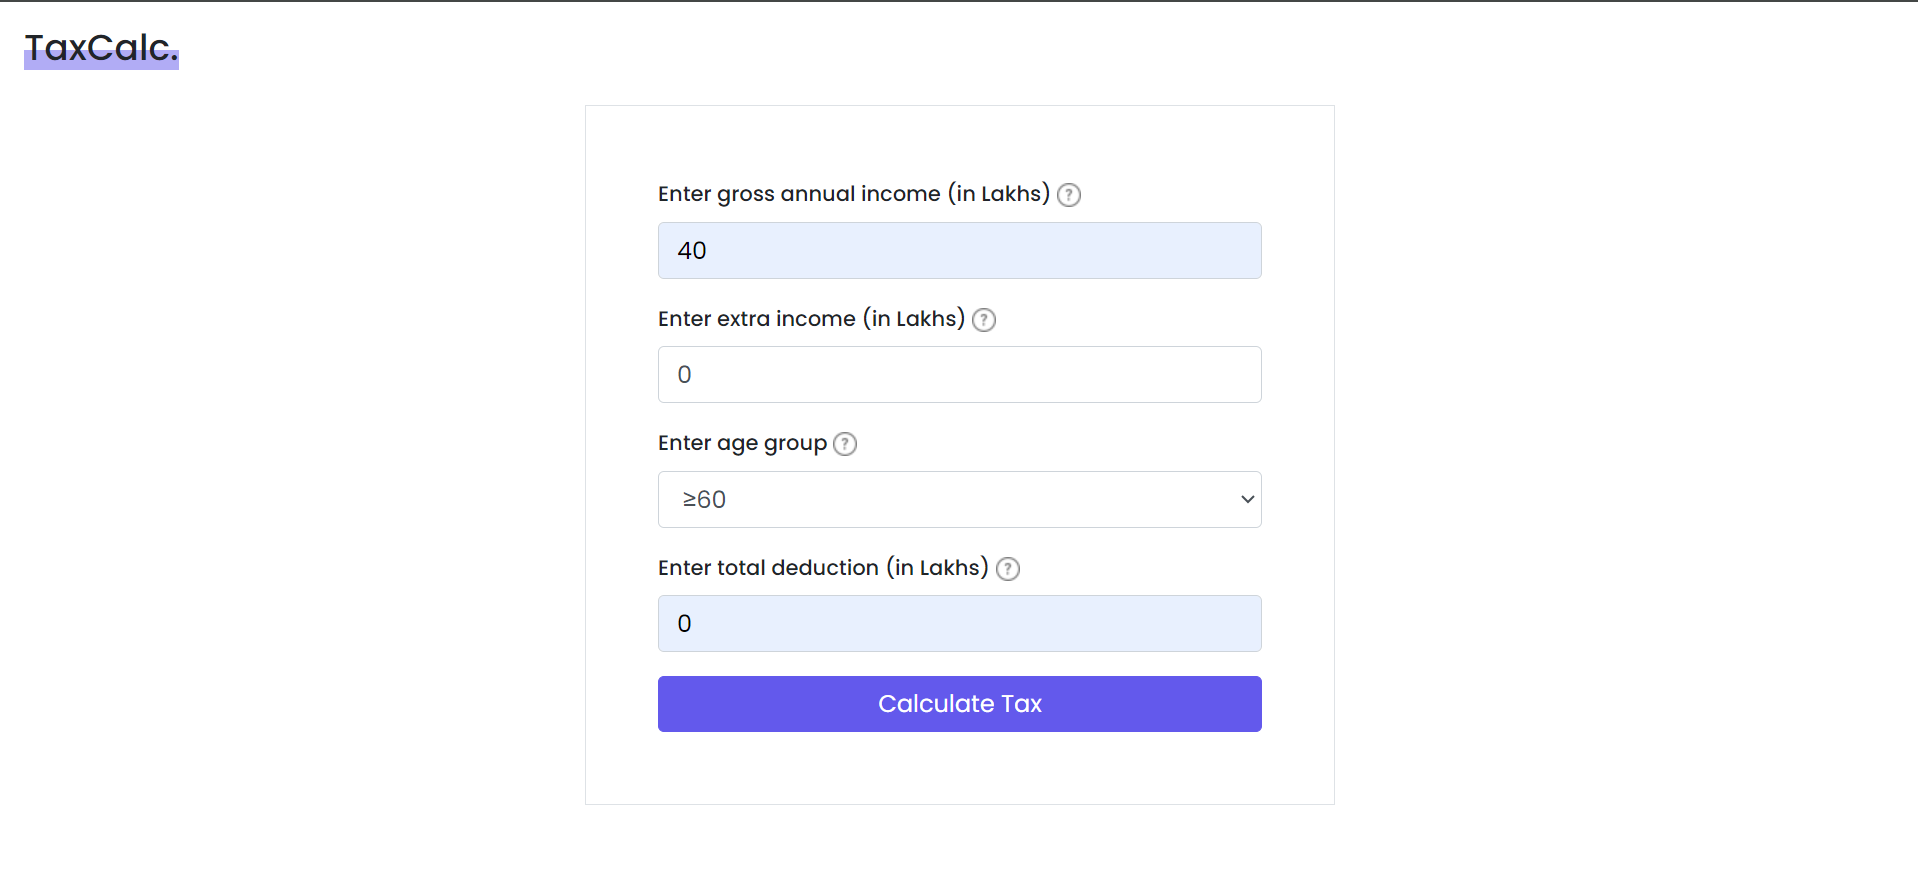 TaxCalc.
Enter gross annual income (in Lakhs) ?
40
Enter extra income (in Lakhs) ?
0
Enter age group ?
≥60
Enter total deduction (in Lakhs) ?
0
Calculate Tax